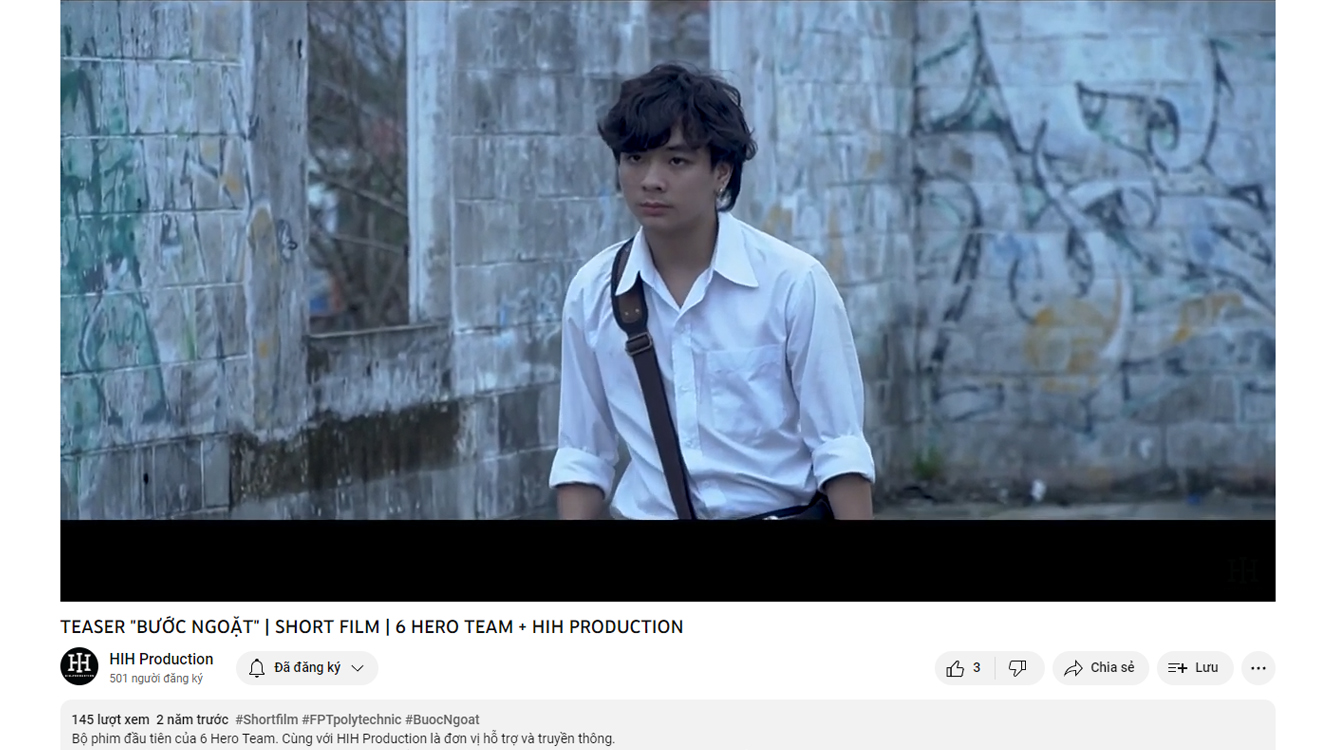 TEASER "BƯỚC NGOẶT" | SHORT FILM | 6 HERO TEAM + HIH PRODUCTION
HIH Production
501 người đăng ký
Đã đăng ký
3
Chia sẻ
Lưu
145 lượt xem 2 năm trước #Shortfilm #FPTpolytechnic #BuocNgoat
Bộ phim đầu tiên của 6 Hero Team. Cùng với HIH Production là đơn vị hỗ trợ và truyền thông.